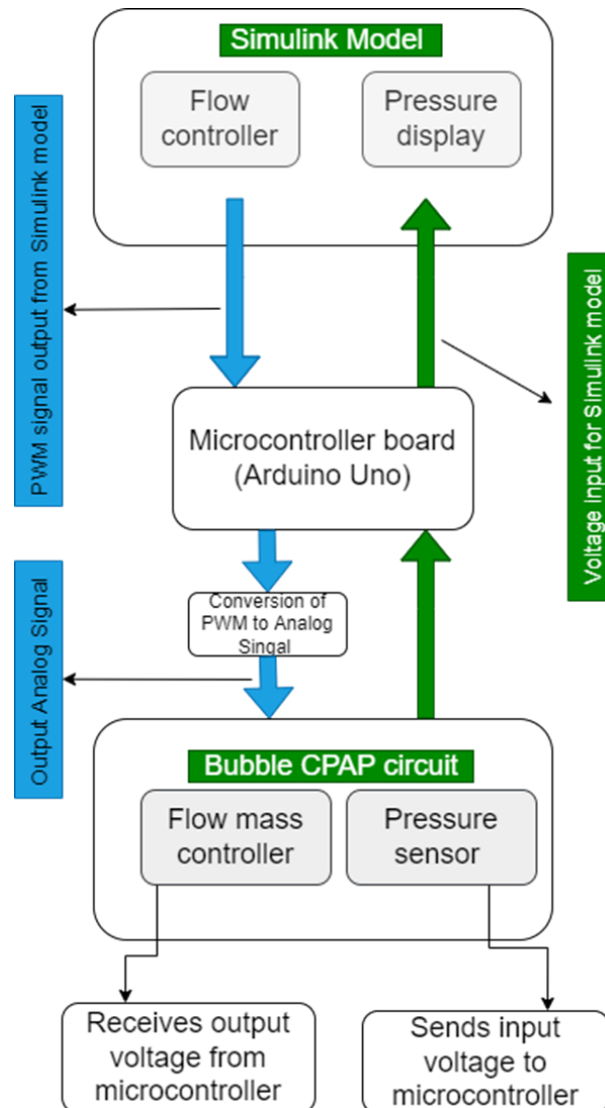 Simulink Model
Flow
controller
Pressure
display
PWM signal output from Simulink model
Voltage Input for Simulink model
Microcontroller board
(Arduino Uno)
Conversion of
PWM to Analog
Singal
Output Analog Signal
Bubble CPAP circuit
Flow mass
controller
Pressure
sensor
Receives output
voltage from
microcontroller
Sends input
voltage to
microcontroller